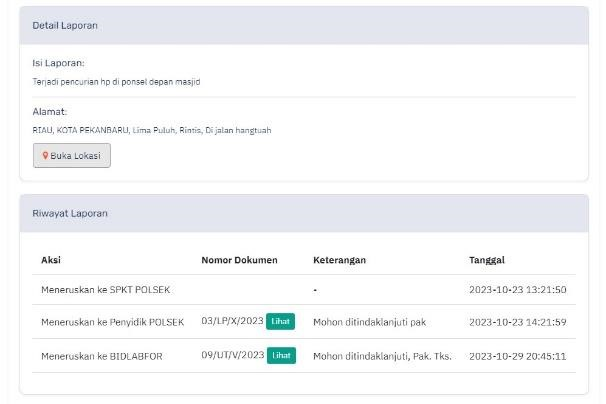 Detail Laporan
Isi Laporan:
Terjadi pencurian hp di ponsel depan masjid
Alamat:
RIAU, KOTA PEKANBARU, Lima Puluh, Rintis, Di jalan hangtuah
Buka Lokasi
Riwayat Laporan
Aksi Nomor Dokumen Keterangan Tanggal
Meneruskan ke SPKT POLSEK - 2023-10-23 13:21:50
Meneruskan ke Penyidik POLSEK 03/LP/X/2023 Lihat Mohon ditindaklanjuti pak 2023-10-23 14:21:59
Meneruskan ke BIDLABFOR 09/UT/V/2023 Lihat Mohon ditindaklanjuti, Pak. Tks. 2023-10-29 20:45:11